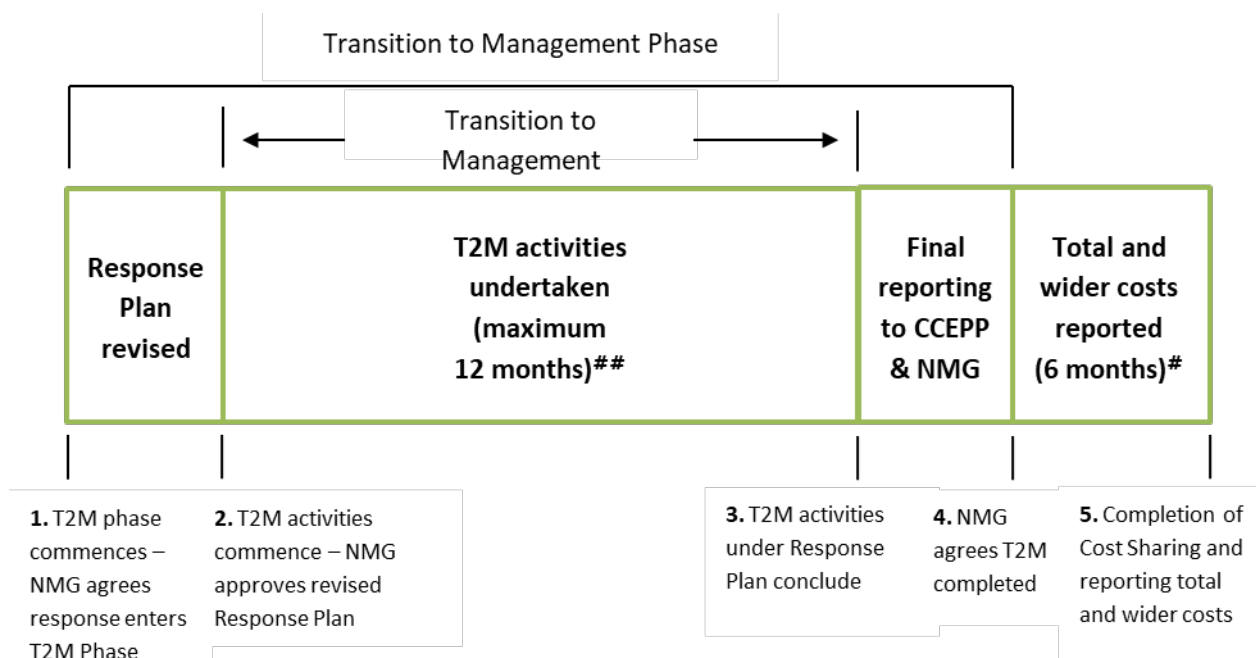 Transition to Management Phase
Transition to
Management
Response
Plan
revised
T2M activities
undertaken
(maximum
12 months)##
Final
reporting
to CCEPP
& NMG
Total and
wider costs
reported
(6 months)#
1. T2M phase
commences –
NMG agrees
response enters
T2M Phase
2. T2M activities
commence – NMG
approves revised
Response Plan
3. T2M activities
under Response
Plan conclude
4. NMG
agrees T2M
completed
5. Completion of
Cost Sharing and
reporting total
and wider costs